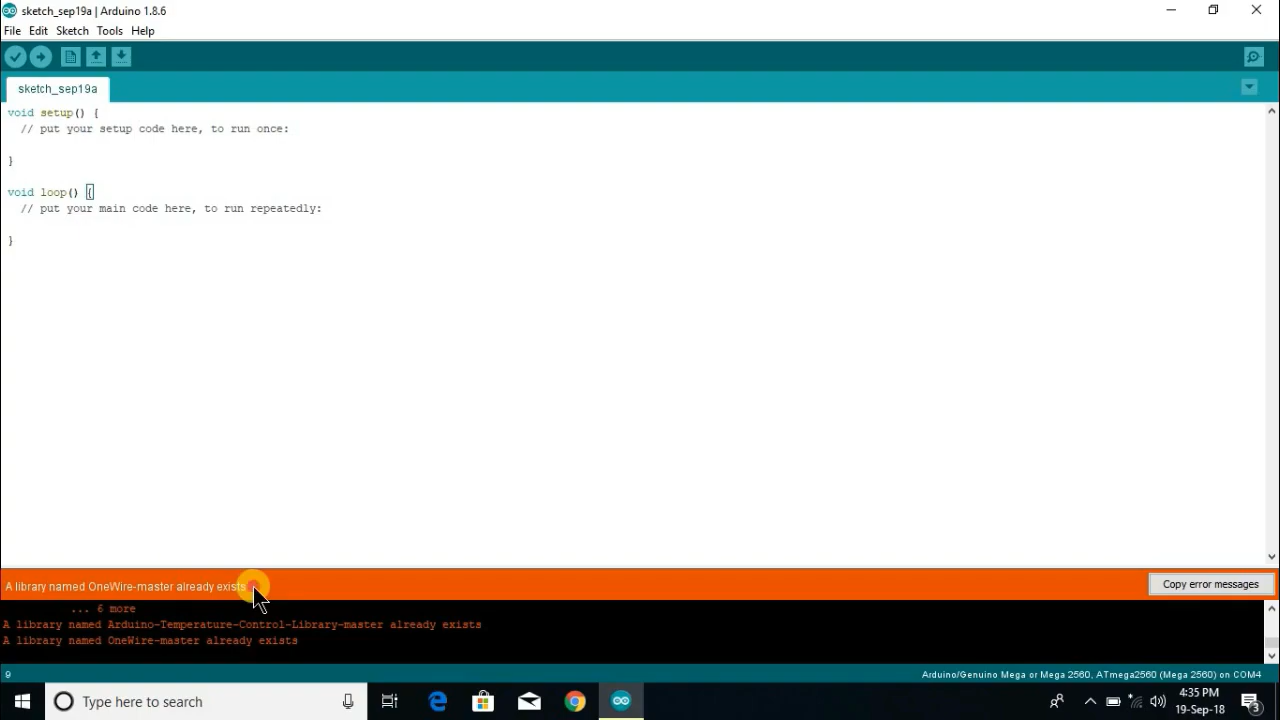 sketch_sep19a | Arduino 1.8.6
File Edit Sketch Tools Help
sketch_sep19a
void setup() {
// put your setup code here, to run once:
}
void loop() {
// put your main code here, to run repeatedly:
}
A library named OneWire-master already exists
Copy error messages
... 6 more
A library named Arduino-Temperature-Control-Library-master already exists
A library named OneWire-master already exists
9
Arduino/Genuino Mega or Mega 2560, ATmega2560 (Mega 2560) on COM4
Type here to search
4:35 PM
19-Sep-18
3